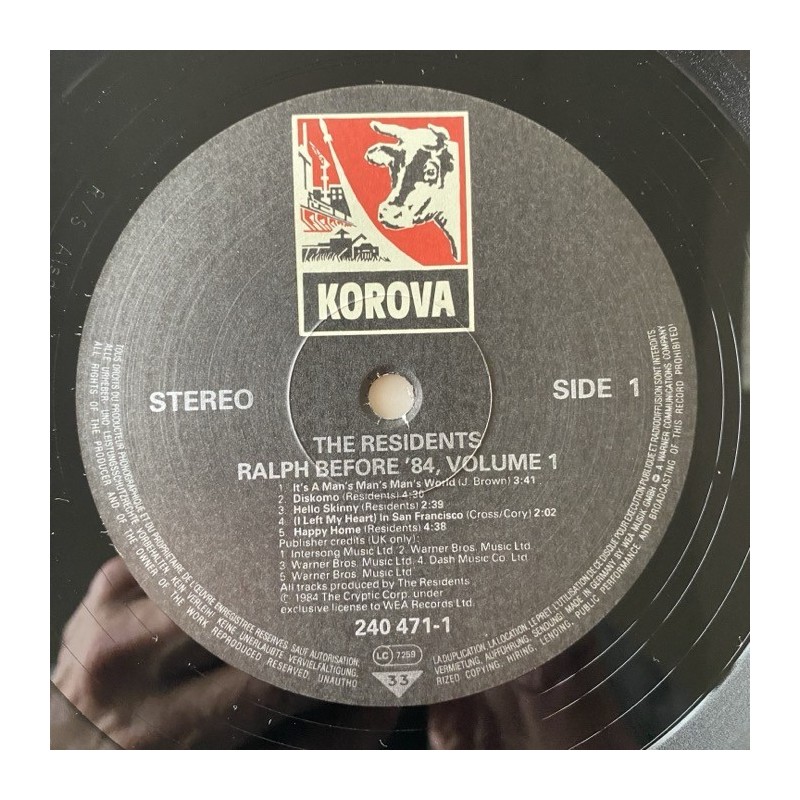 KOROVA
STEREO
SIDE 1
THE RESIDENTS
RALPH BEFORE '84, VOLUME 1
1. It's A Man's Man's Man's World (J. Brown) 3:41
2. Diskomo (Residents) 4:30
3. Hello Skinny (Residents) 2:39
4. (I Left My Heart) In San Francisco (Cross/Cory) 2:02
5. Happy Home (Residents) 4:38
Publisher credits (UK only):
1 Intersong Music Ltd. 2. Warner Bros. Music Ltd.
3 Warner Bros. Music Ltd. 4. Dash Music Co. Ltd.
5 Warner Bros. Music Ltd.
All tracks produced by The Residents
℗ 1984 The Cryptic Corp. under
exclusive license to WEA Records Ltd.
240 471-1
LC 7259
33
TOUS DROITS DU PRODUCTEUR PHONOGRAPHIQUE ET DU PROPRIETAIRE DE L'ŒUVRE ENREGISTREE RESERVES. SAUF AUTORISATION,
LA DUPLICATION, LA LOCATION, LE PRET, L'UTILISATION DE CE DISQUE POUR EXECUTION PUBLIQUE ET RADIODIFFUSION SONT INTERDITS
ALLE URHEBER- UND LEISTUNGSSCHUTZRECHTE VORBEHALTEN. KEIN VERLEIH! KEINE UNERLAUBTE VERVIELFÄLTIGUNG,
VERMIETUNG, AUFFÜHRUNG, SENDUNG. MADE IN GERMANY BY WEA MUSIK GMBH ℗ A WARNER COMMUNICATIONS COMPANY
ALL RIGHTS OF THE PRODUCER AND OF THE OWNER OF THE WORK REPRODUCED RESERVED. UNAUTHO
RIZED COPYING, HIRING, LENDING, PUBLIC PERFORMANCE AND BROADCASTING OF THIS RECORD PROHIBITED!